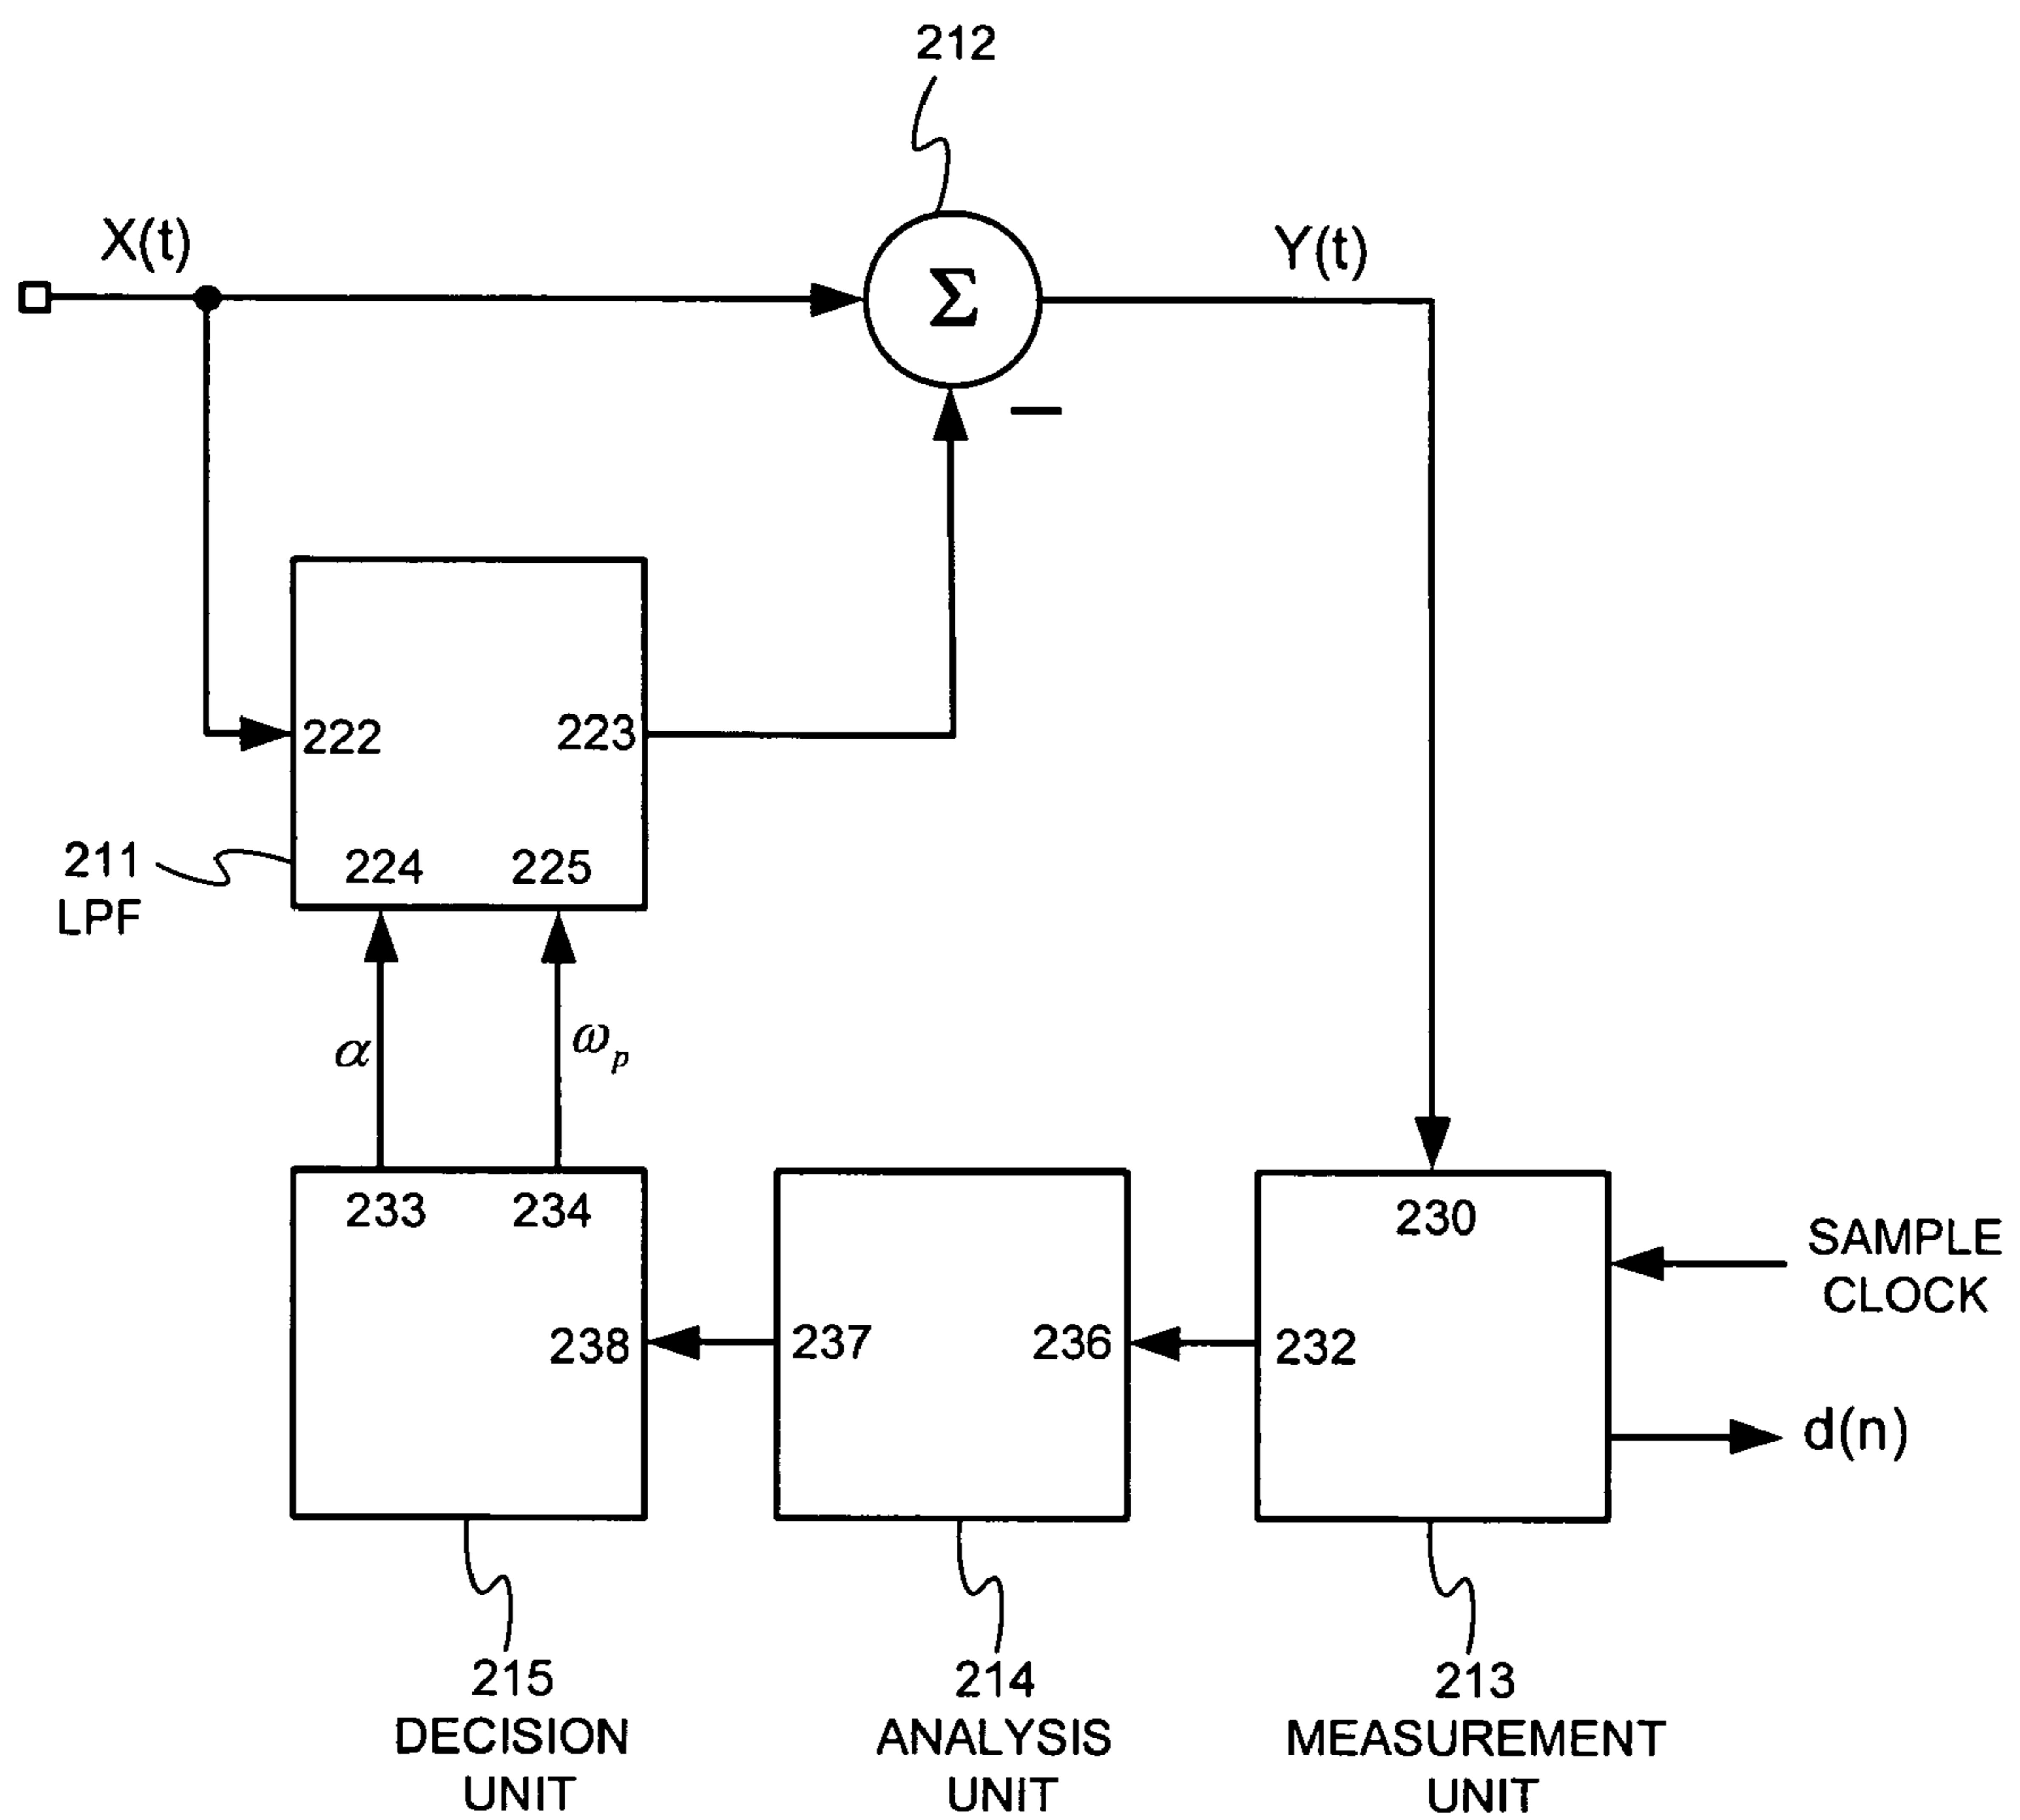 212
X(t)
Σ
Y(t)
−
222
223
211
LPF
224
225
α
ωp
233
234
230
SAMPLE
CLOCK
238
237
236
232
d(n)
215
DECISION
UNIT
214
ANALYSIS
UNIT
213
MEASUREMENT
UNIT